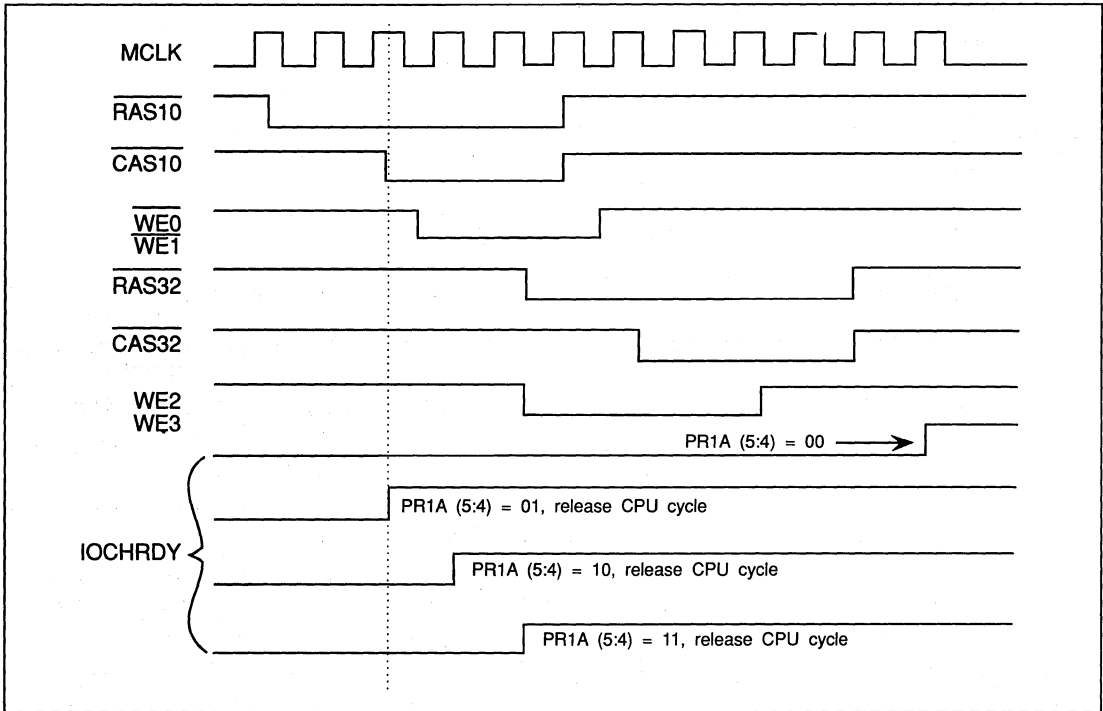 MCLK
RAS10
CAS10
WE0
WE1
RAS32
CAS32
WE2
WE3
PR1A (5:4) = 00
PR1A (5:4) = 01, release CPU cycle
IOCHRDY
PR1A (5:4) = 10, release CPU cycle
PR1A (5:4) = 11, release CPU cycle